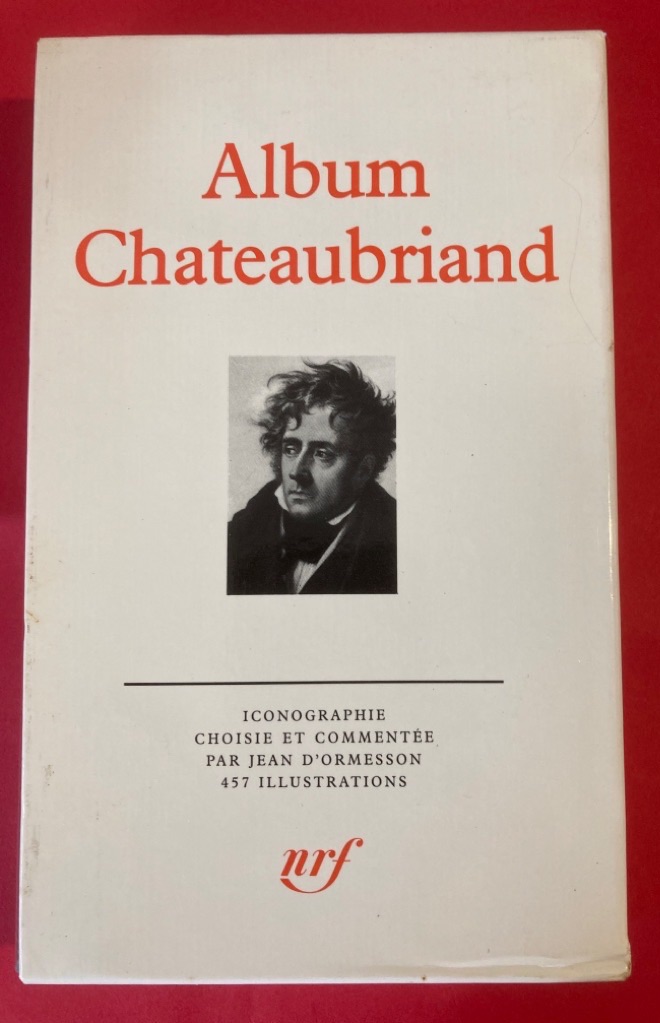 Album
Chateaubriand
ICONOGRAPHIE
CHOISIE ET COMMENTÉE
PAR JEAN D'ORMESSON
457 ILLUSTRATIONS
nrf